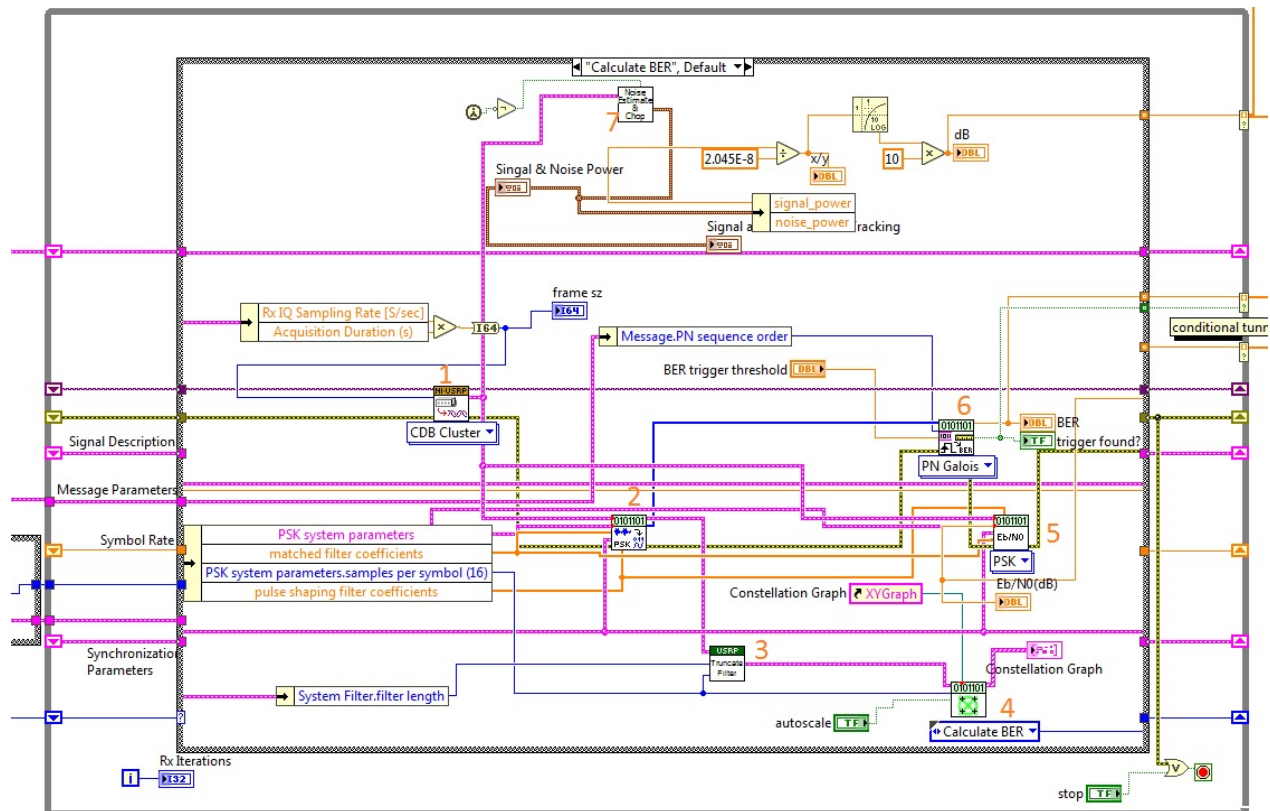 "Calculate BER", Default
Noise
Estimate
&
Chop
7
1 1
10
LOG
dB
DBL
2.045E-8
x/y
DBL
10
Singal & Noise Power
signal_power
noise_power
Signal a
racking
frame sz
I64
Rx IQ Sampling Rate [S/sec]
Acquisition Duration (s)
I64
Message.PN sequence order
conditional tunn
BER trigger threshold
DBL
1
NI-USRP
CDB Cluster
6
0101101
BER
PN Galois
DBL
BER
TF
trigger found?
Signal Description
Message Parameters
2
0101101
PSK
0101101
Eb/N0
PSK
5
Symbol Rate
PSK system parameters
matched filter coefficients
PSK system parameters.samples per symbol (16)
pulse shaping filter coefficients
Constellation Graph
XYGraph
Eb/N0(dB)
DBL
Synchronization
Parameters
USRP
Truncate
Filter
3
Constellation Graph
System Filter.filter length
0101101
4
autoscale
TF
Calculate BER
Rx Iterations
i
I32
stop
TF